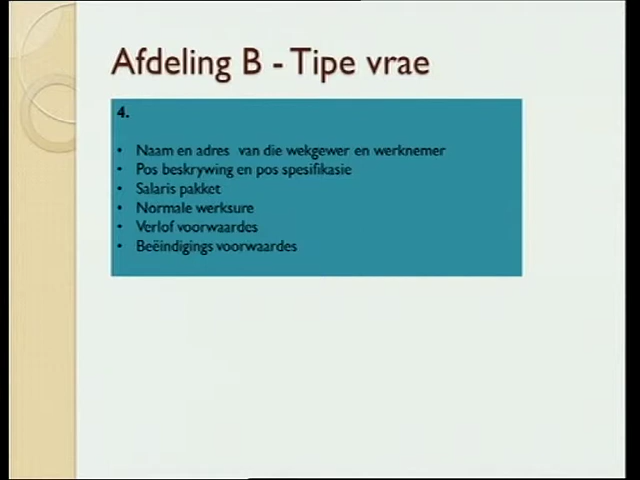 Afdeling B - Tipe vrae
4.
• Naam en adres van die wekgewer en werknemer
• Pos beskrywing en pos spesifikasie
• Salaris pakket
• Normale werksure
• Verlof voorwaardes
• Beëindigings voorwaardes